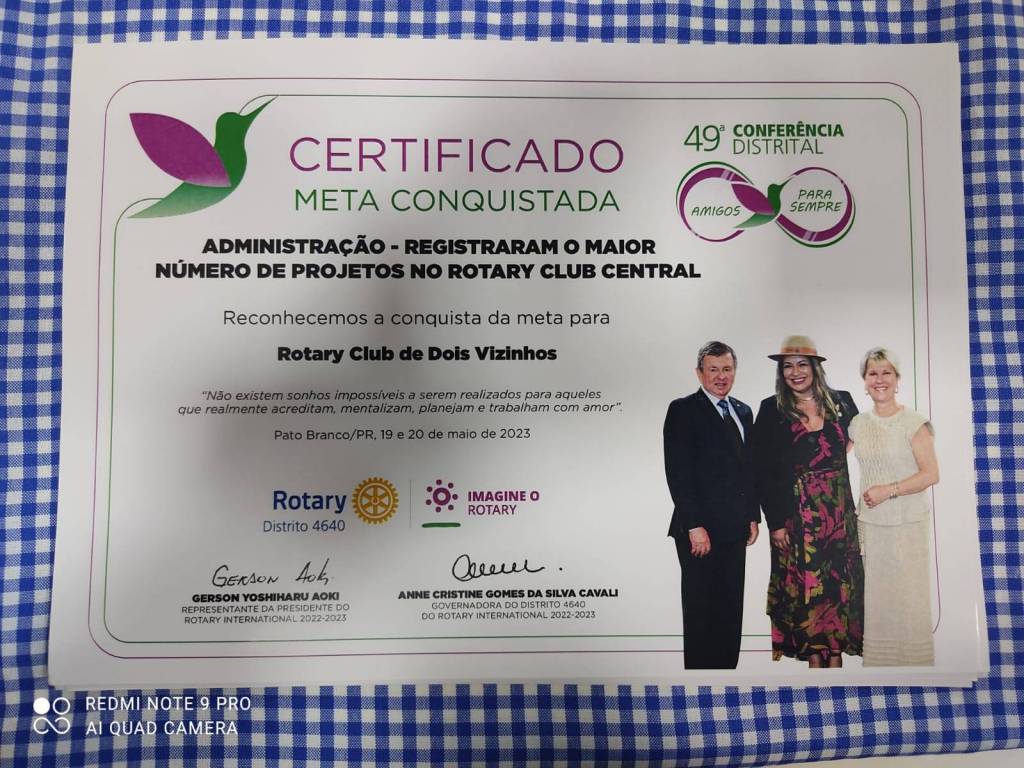 CERTIFICADO
META CONQUISTADA
49ª CONFERÊNCIA
DISTRITAL
AMIGOS
PARA
SEMPRE
ADMINISTRAÇÃO - REGISTRARAM O MAIOR
NÚMERO DE PROJETOS NO ROTARY CLUB CENTRAL
Reconhecemos a conquista da meta para
Rotary Club de Dois Vizinhos
“Não existem sonhos impossíveis a serem realizados para aqueles
que realmente acreditam, mentalizam, planejam e trabalham com amor”.
Pato Branco/PR, 19 e 20 de maio de 2023
Rotary
Distrito 4640
IMAGINE O
ROTARY
Gerson Aoki
GERSON YOSHIHARU AOKI
REPRESENTANTE DA PRESIDENTE DO
ROTARY INTERNATIONAL 2022-2023
ANNE CRISTINE GOMES DA SILVA CAVALI
GOVERNADORA DO DISTRITO 4640
DO ROTARY INTERNATIONAL 2022-2023
REDMI NOTE 9 PRO
AI QUAD CAMERA